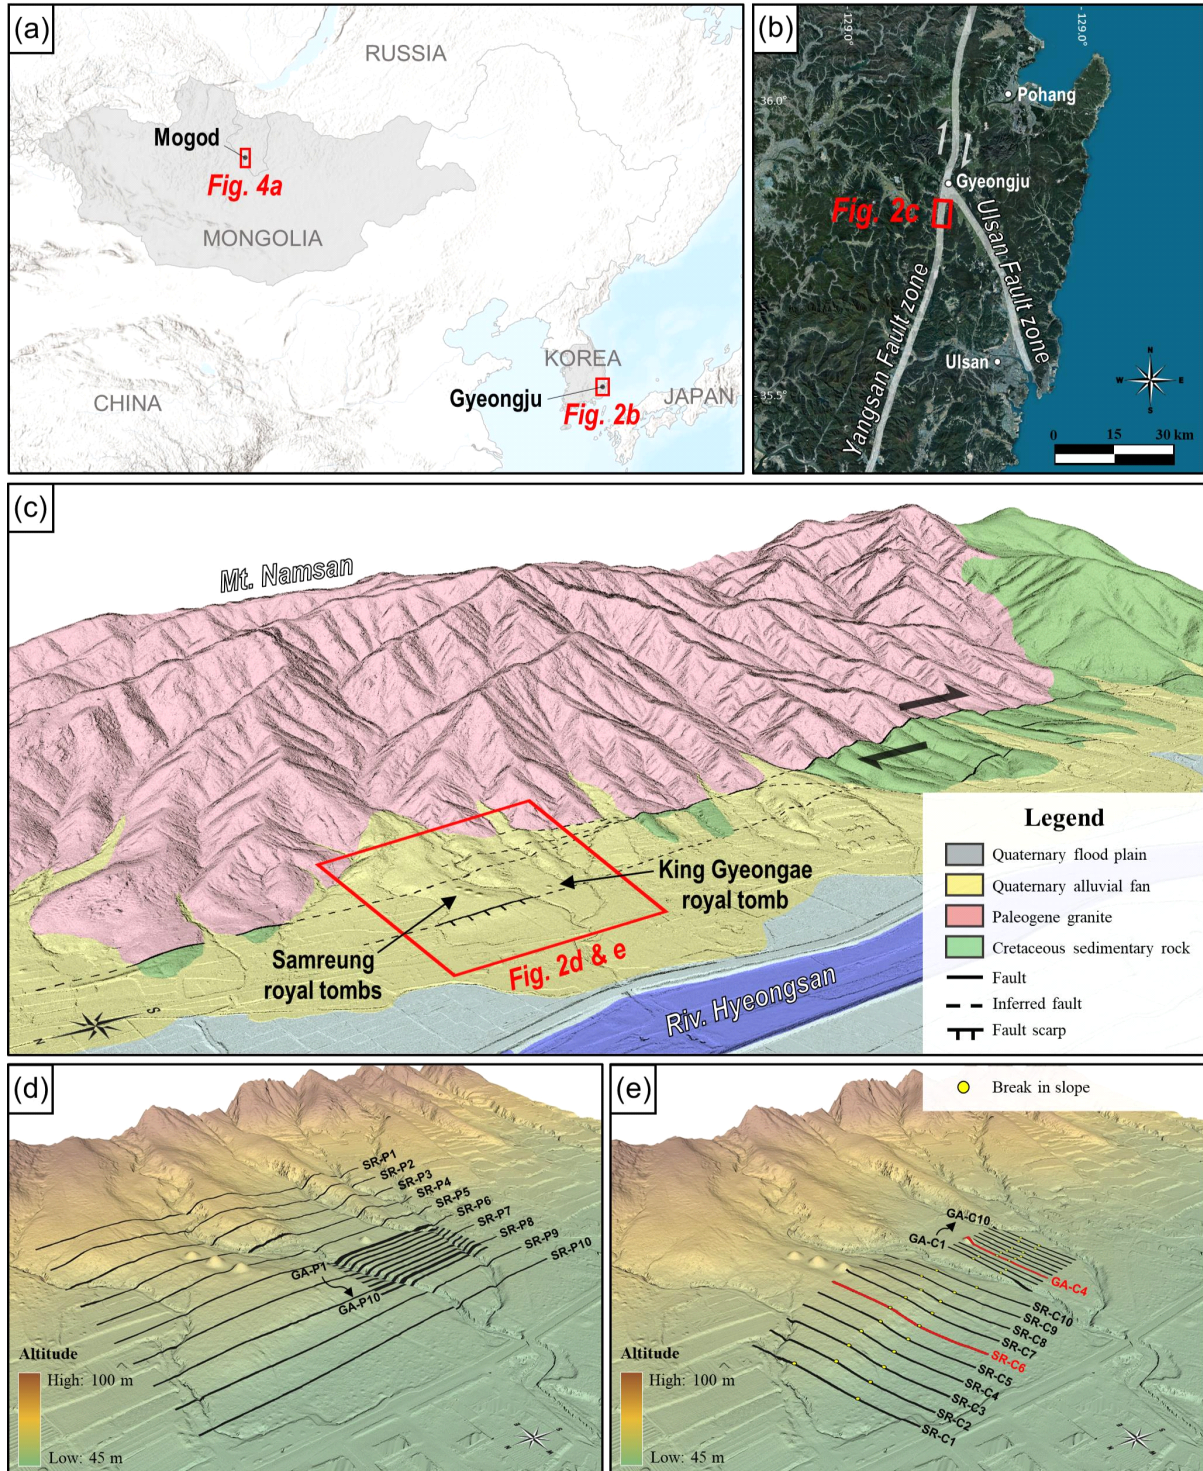 (a)
RUSSIA
Mogod
Fig. 4a
MONGOLIA
KOREA
Gyeongju
Fig. 2b
JAPAN
CHINA
(b)
129.0°
129.0°
36.0°
Pohang
Gyeongju
Fig. 2c
Ulsan Fault zone
Yangsan Fault zone
Ulsan
35.5°
N
W
E
S
0 15 30 km
(c)
Mt. Namsan
King Gyeongae
royal tomb
Samreung
royal tombs
Fig. 2d & e
Riv. Hyeongsan
N
S
Legend
Quaternary flood plain
Quaternary alluvial fan
Paleogene granite
Cretaceous sedimentary rock
Fault
Inferred fault
Fault scarp
Break in slope
(d)
SR-P1
SR-P2
SR-P3
SR-P4
SR-P5
SR-P6
SR-P7
SR-P8
SR-P9
SR-P10
GA-P1
GA-P10
Altitude
High: 100 m
Low: 45 m
(e)
GA-C10
GA-C1
GA-C4
SR-C10
SR-C9
SR-C8
SR-C7
SR-C6
SR-C5
SR-C4
SR-C3
SR-C2
SR-C1
Altitude
High: 100 m
Low: 45 m